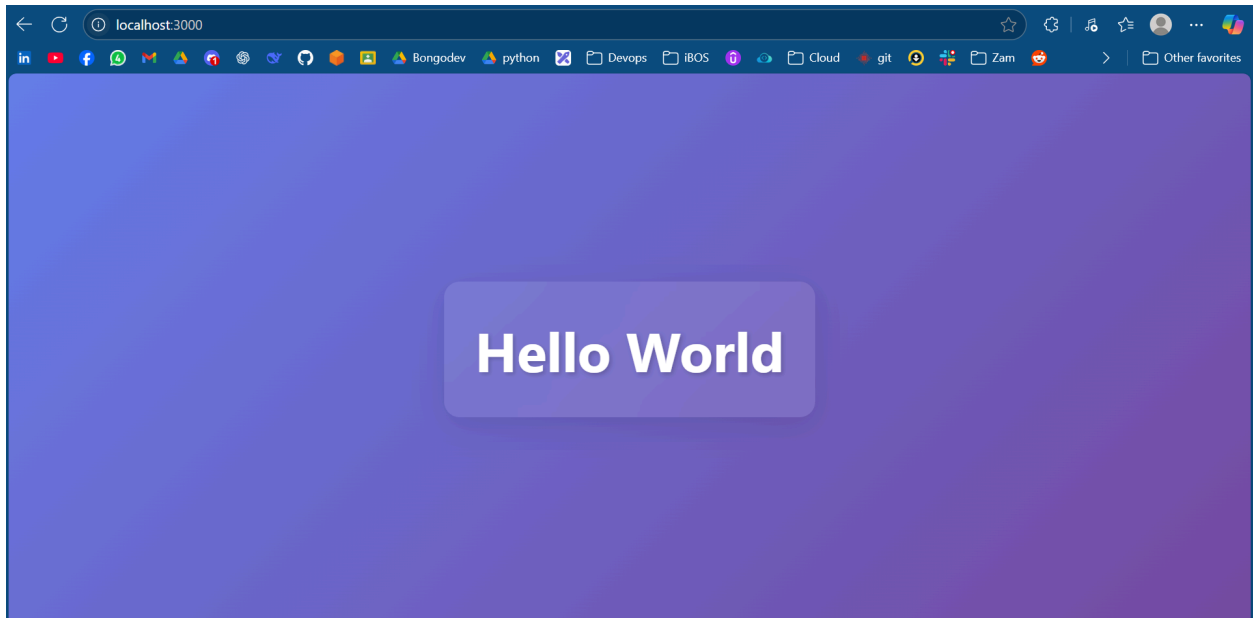 localhost:3000
Bongodev python Devops iBOS Cloud git Zam Other favorites
Hello World